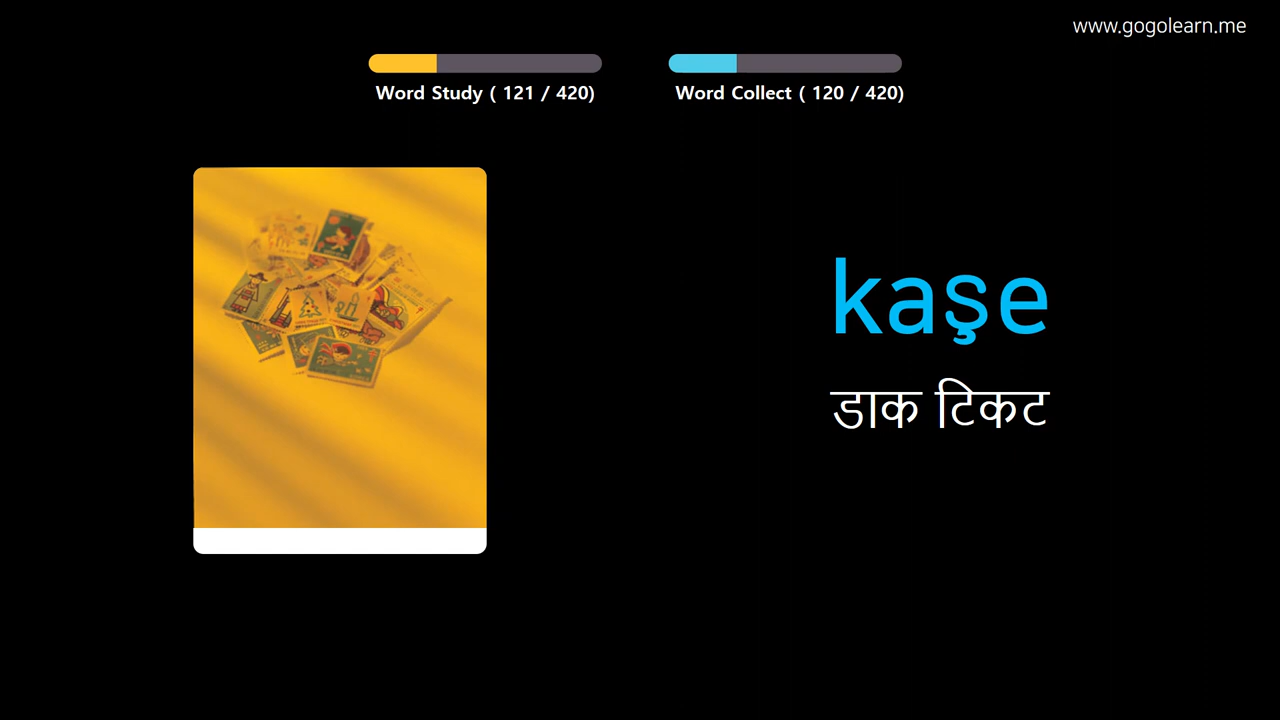 www.gogolearn.me
Word Study ( 121 / 420)
Word Collect ( 120 / 420)
kaşe
डाक टिकट